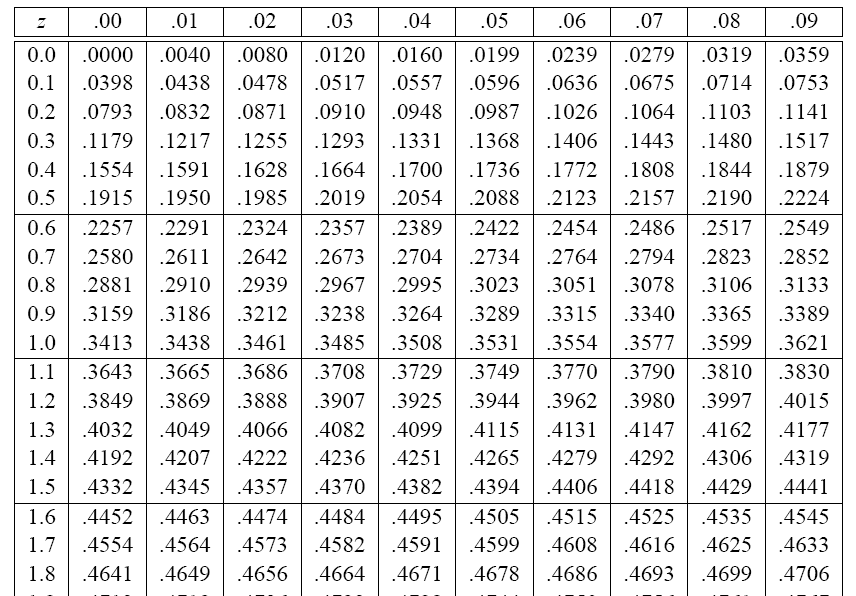 z .00 .01 .02 .03 .04 .05 .06 .07 .08 .09
0.0 .0000 .0040 .0080 .0120 .0160 .0199 .0239 .0279 .0319 .0359
0.1 .0398 .0438 .0478 .0517 .0557 .0596 .0636 .0675 .0714 .0753
0.2 .0793 .0832 .0871 .0910 .0948 .0987 .1026 .1064 .1103 .1141
0.3 .1179 .1217 .1255 .1293 .1331 .1368 .1406 .1443 .1480 .1517
0.4 .1554 .1591 .1628 .1664 .1700 .1736 .1772 .1808 .1844 .1879
0.5 .1915 .1950 .1985 .2019 .2054 .2088 .2123 .2157 .2190 .2224
0.6 .2257 .2291 .2324 .2357 .2389 .2422 .2454 .2486 .2517 .2549
0.7 .2580 .2611 .2642 .2673 .2704 .2734 .2764 .2794 .2823 .2852
0.8 .2881 .2910 .2939 .2967 .2995 .3023 .3051 .3078 .3106 .3133
0.9 .3159 .3186 .3212 .3238 .3264 .3289 .3315 .3340 .3365 .3389
1.0 .3413 .3438 .3461 .3485 .3508 .3531 .3554 .3577 .3599 .3621
1.1 .3643 .3665 .3686 .3708 .3729 .3749 .3770 .3790 .3810 .3830
1.2 .3849 .3869 .3888 .3907 .3925 .3944 .3962 .3980 .3997 .4015
1.3 .4032 .4049 .4066 .4082 .4099 .4115 .4131 .4147 .4162 .4177
1.4 .4192 .4207 .4222 .4236 .4251 .4265 .4279 .4292 .4306 .4319
1.5 .4332 .4345 .4357 .4370 .4382 .4394 .4406 .4418 .4429 .4441
1.6 .4452 .4463 .4474 .4484 .4495 .4505 .4515 .4525 .4535 .4545
1.7 .4554 .4564 .4573 .4582 .4591 .4599 .4608 .4616 .4625 .4633
1.8 .4641 .4649 .4656 .4664 .4671 .4678 .4686 .4693 .4699 .4706